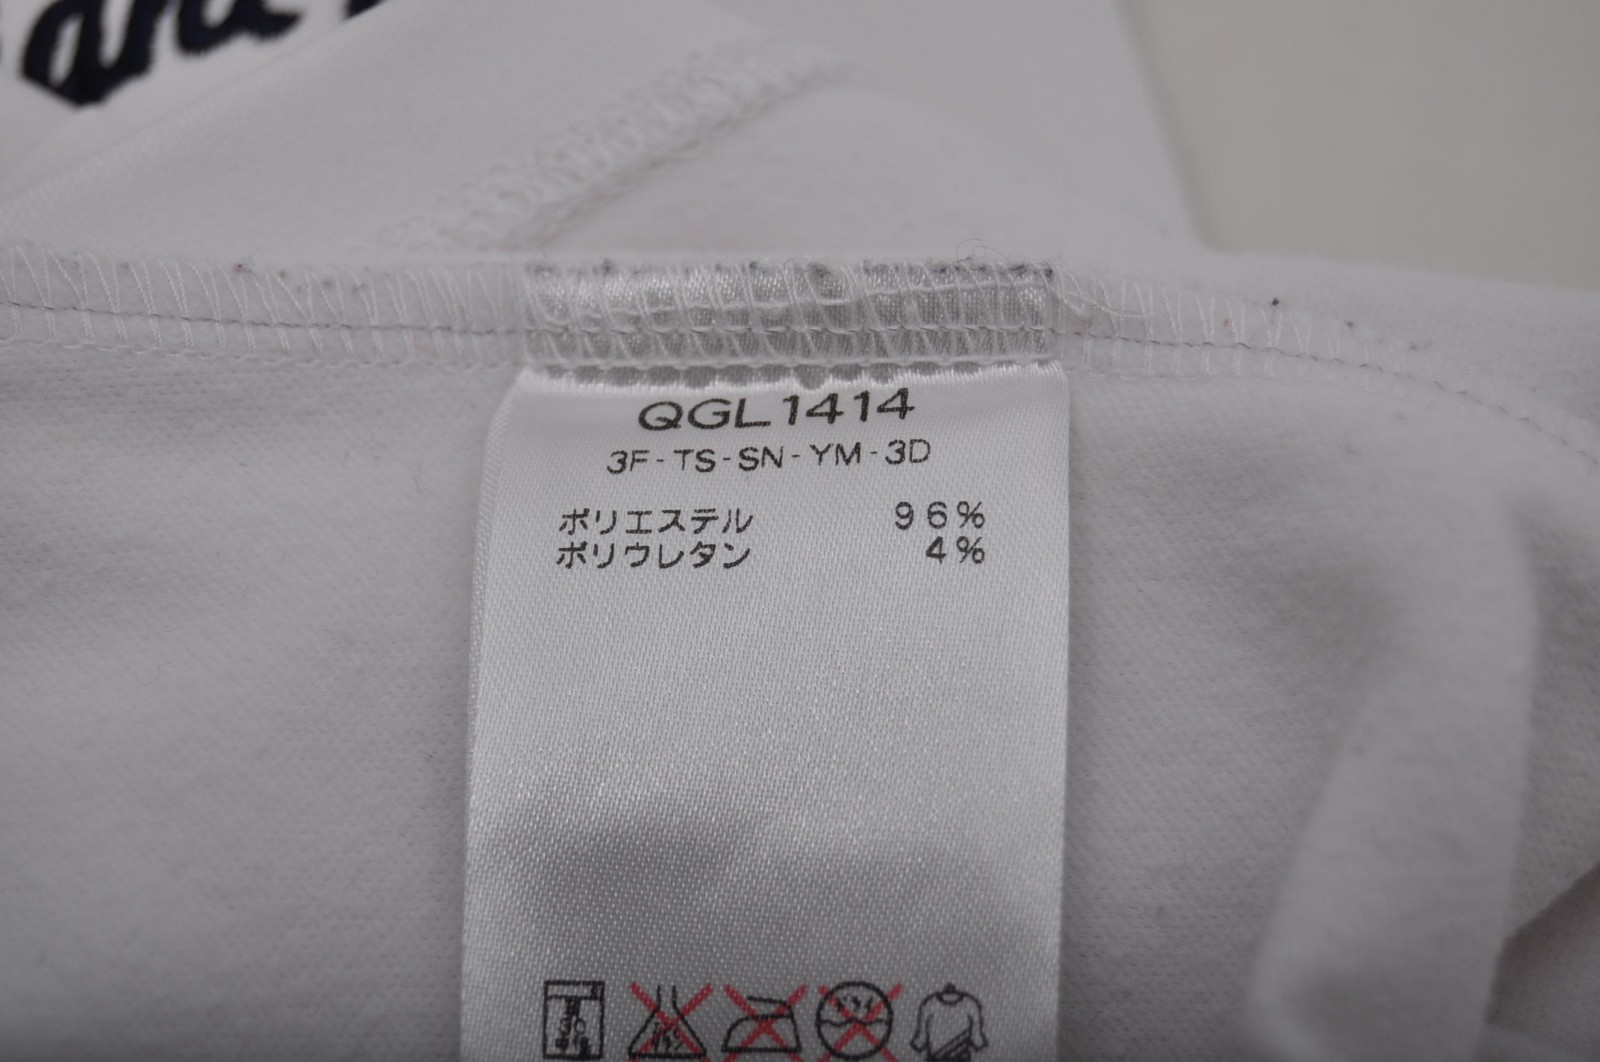 and
QGL1414
3F-TS-SN-YM-3D
ポリエステル 96%
ポリウレタン 4%